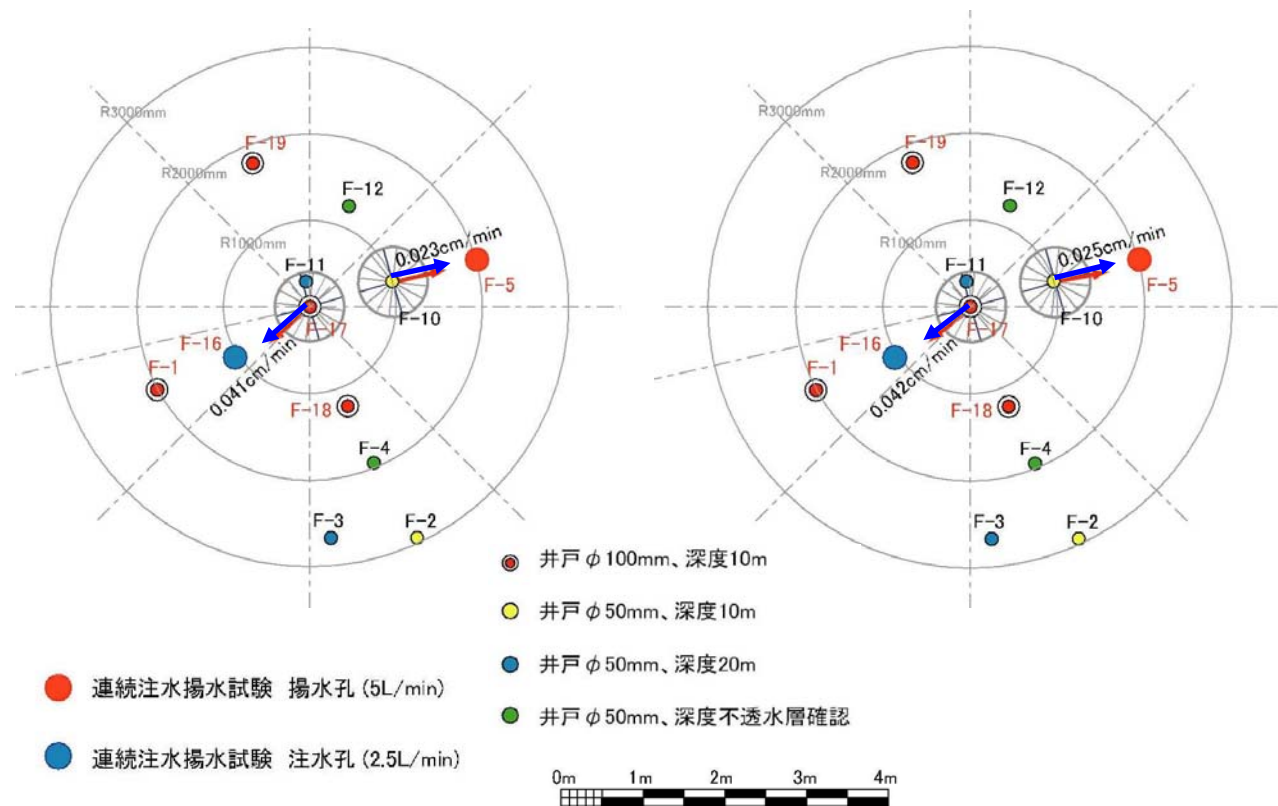 R3000mm
F-19
R2000mm
F-12
R1000mm
0.023cm/min
F-11
F-5
F-10
F-17
F-16
F-1
0.041cm/min
F-18
F-4
F-3
F-2
R3000mm
F-19
R2000mm
F-12
R1000mm
0.025cm/min
F-11
F-5
F-10
F-17
F-16
F-1
0.042cm/min
F-18
F-4
F-3
F-2
井戸φ100mm、深度10m
井戸φ50mm、深度10m
井戸φ50mm、深度20m
井戸φ50mm、深度不透水層確認
連続注水揚水試験 揚水孔 (5L/min)
連続注水揚水試験 注水孔 (2.5L/min)
0m 1m 2m 3m 4m